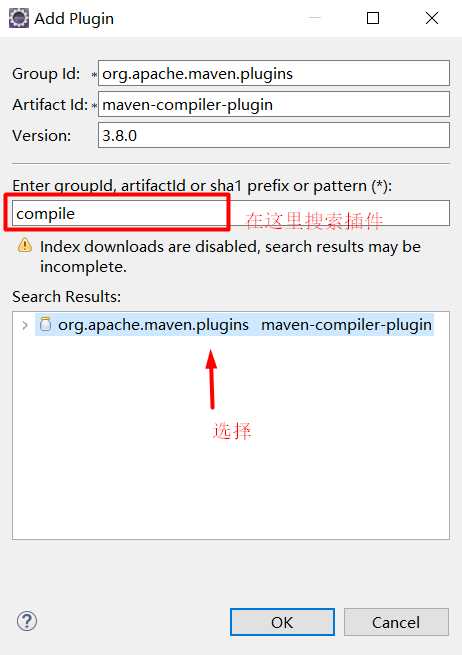 Add Plugin
Group Id: *org.apache.maven.plugins
Artifact Id: *maven-compiler-plugin
Version: 3.8.0
Enter groupId, artifactId or sha1 prefix or pattern (*):
compile 在这里搜索插件
Index downloads are disabled, search results may be
incomplete.
Search Results:
org.apache.maven.plugins maven-compiler-plugin
选择
OK Cancel